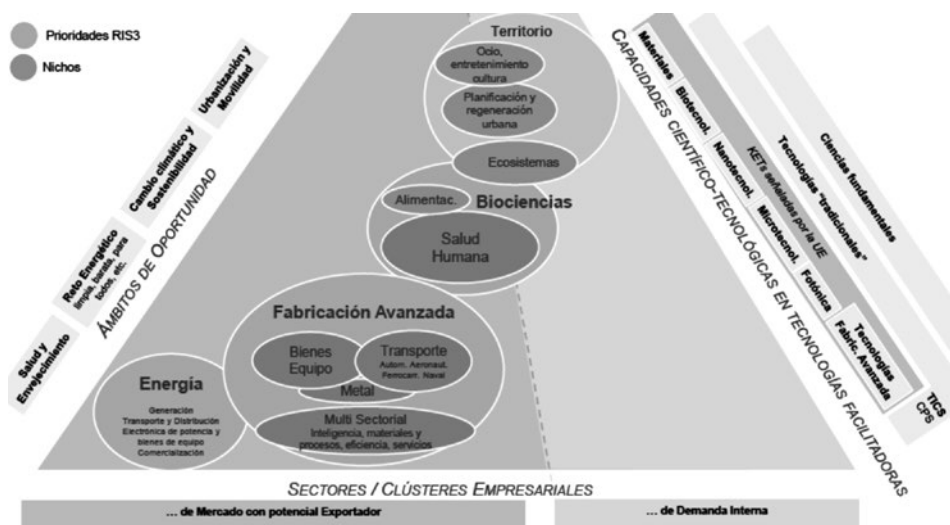 Prioridades RIS3
Nichos
Urbanización y
Movilidad
Cambio climático y
Sostenibilidad
Reto Energético
limpia, barata, para
todos, etc.
Salud y
Envejecimiento
ÁMBITOS DE OPORTUNIDAD
Territorio
Ocio,
entretenimiento
cultura
Planificación y
regeneración
urbana
Ecosistemas
Alimentac.
Biociencias
Salud
Humana
Fabricación Avanzada
Bienes
Equipo
Transporte
Autom. Aeronaut.
Ferrocarr. Naval
Metal
Multi Sectorial
Inteligencia, materiales y
procesos, eficiencia, servicios
Energía
Generación
Transporte y Distribución
Electrónica de potencia y
bienes de equipo
Comercialización
CAPACIDADES CIENTÍFICO-TECNOLÓGICAS EN TECNOLOGÍAS FACILITADORAS
Materiales
Biotecnol.
Nanotecnol.
Microtecnol.
Fotónica
Tecnologías
Fabric. Avanzada
KETs señaladas por la UE
Tecnologías "tradicionales"
Ciencias fundamentales
TICS
CPS
SECTORES / CLÚSTERES EMPRESARIALES
... de Mercado con potencial Exportador
... de Demanda Interna